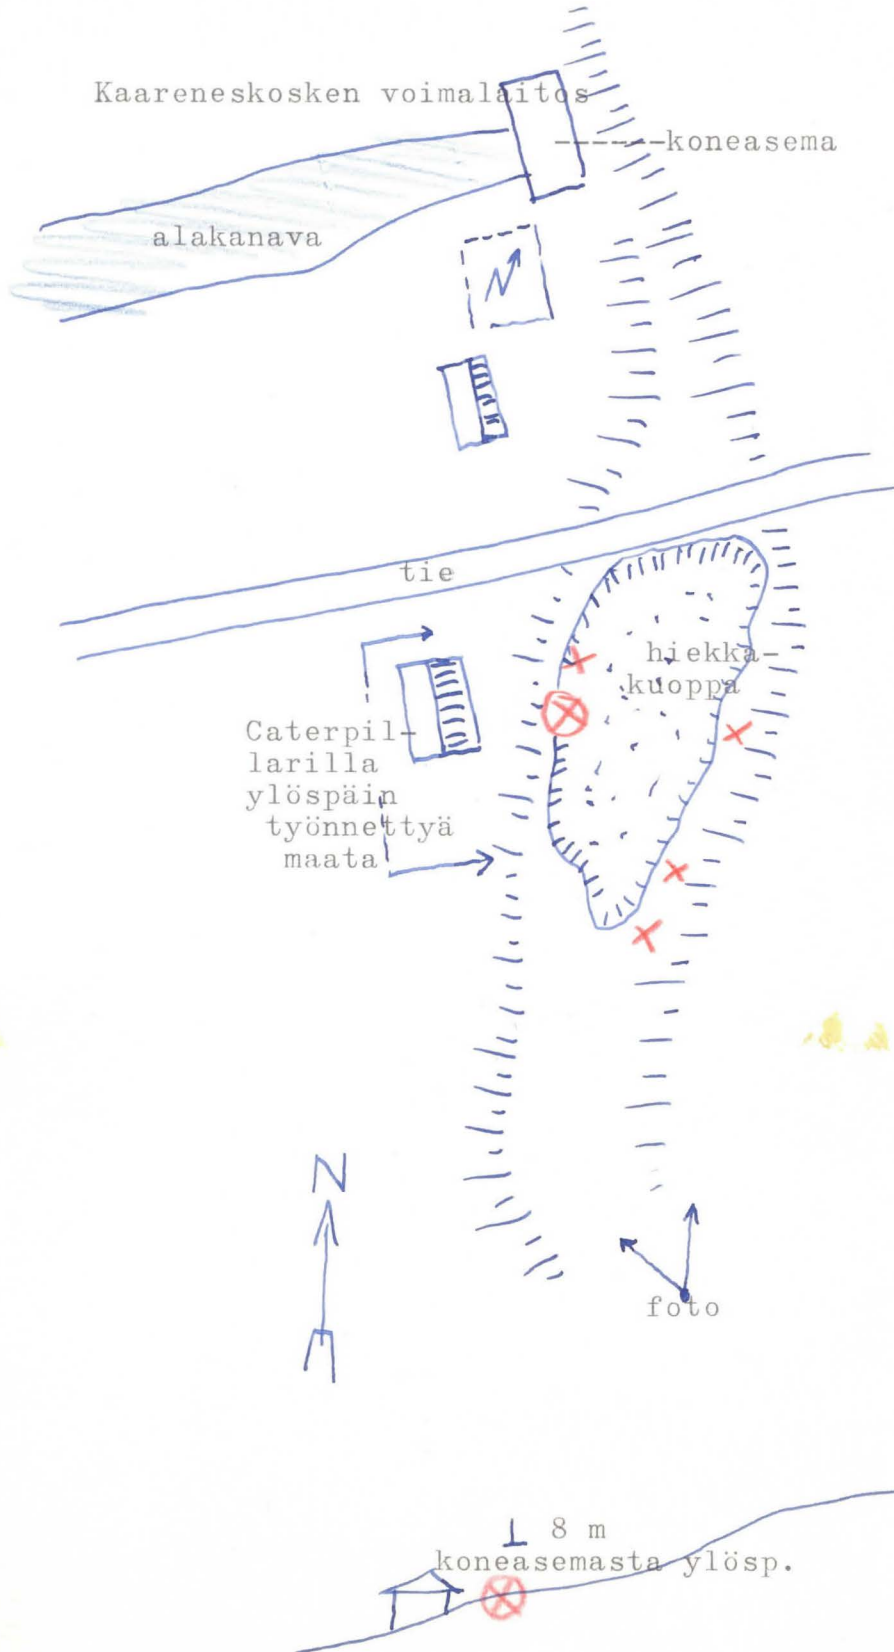 Kaareneskosken voimalaitos
------koneasema
alakanava
N
tie
hiekka-
kuoppa
Caterpil-
larilla
ylöspäin
työnnettyä
maata
N
foto
⊥ 8 m
koneasemasta ylösp.